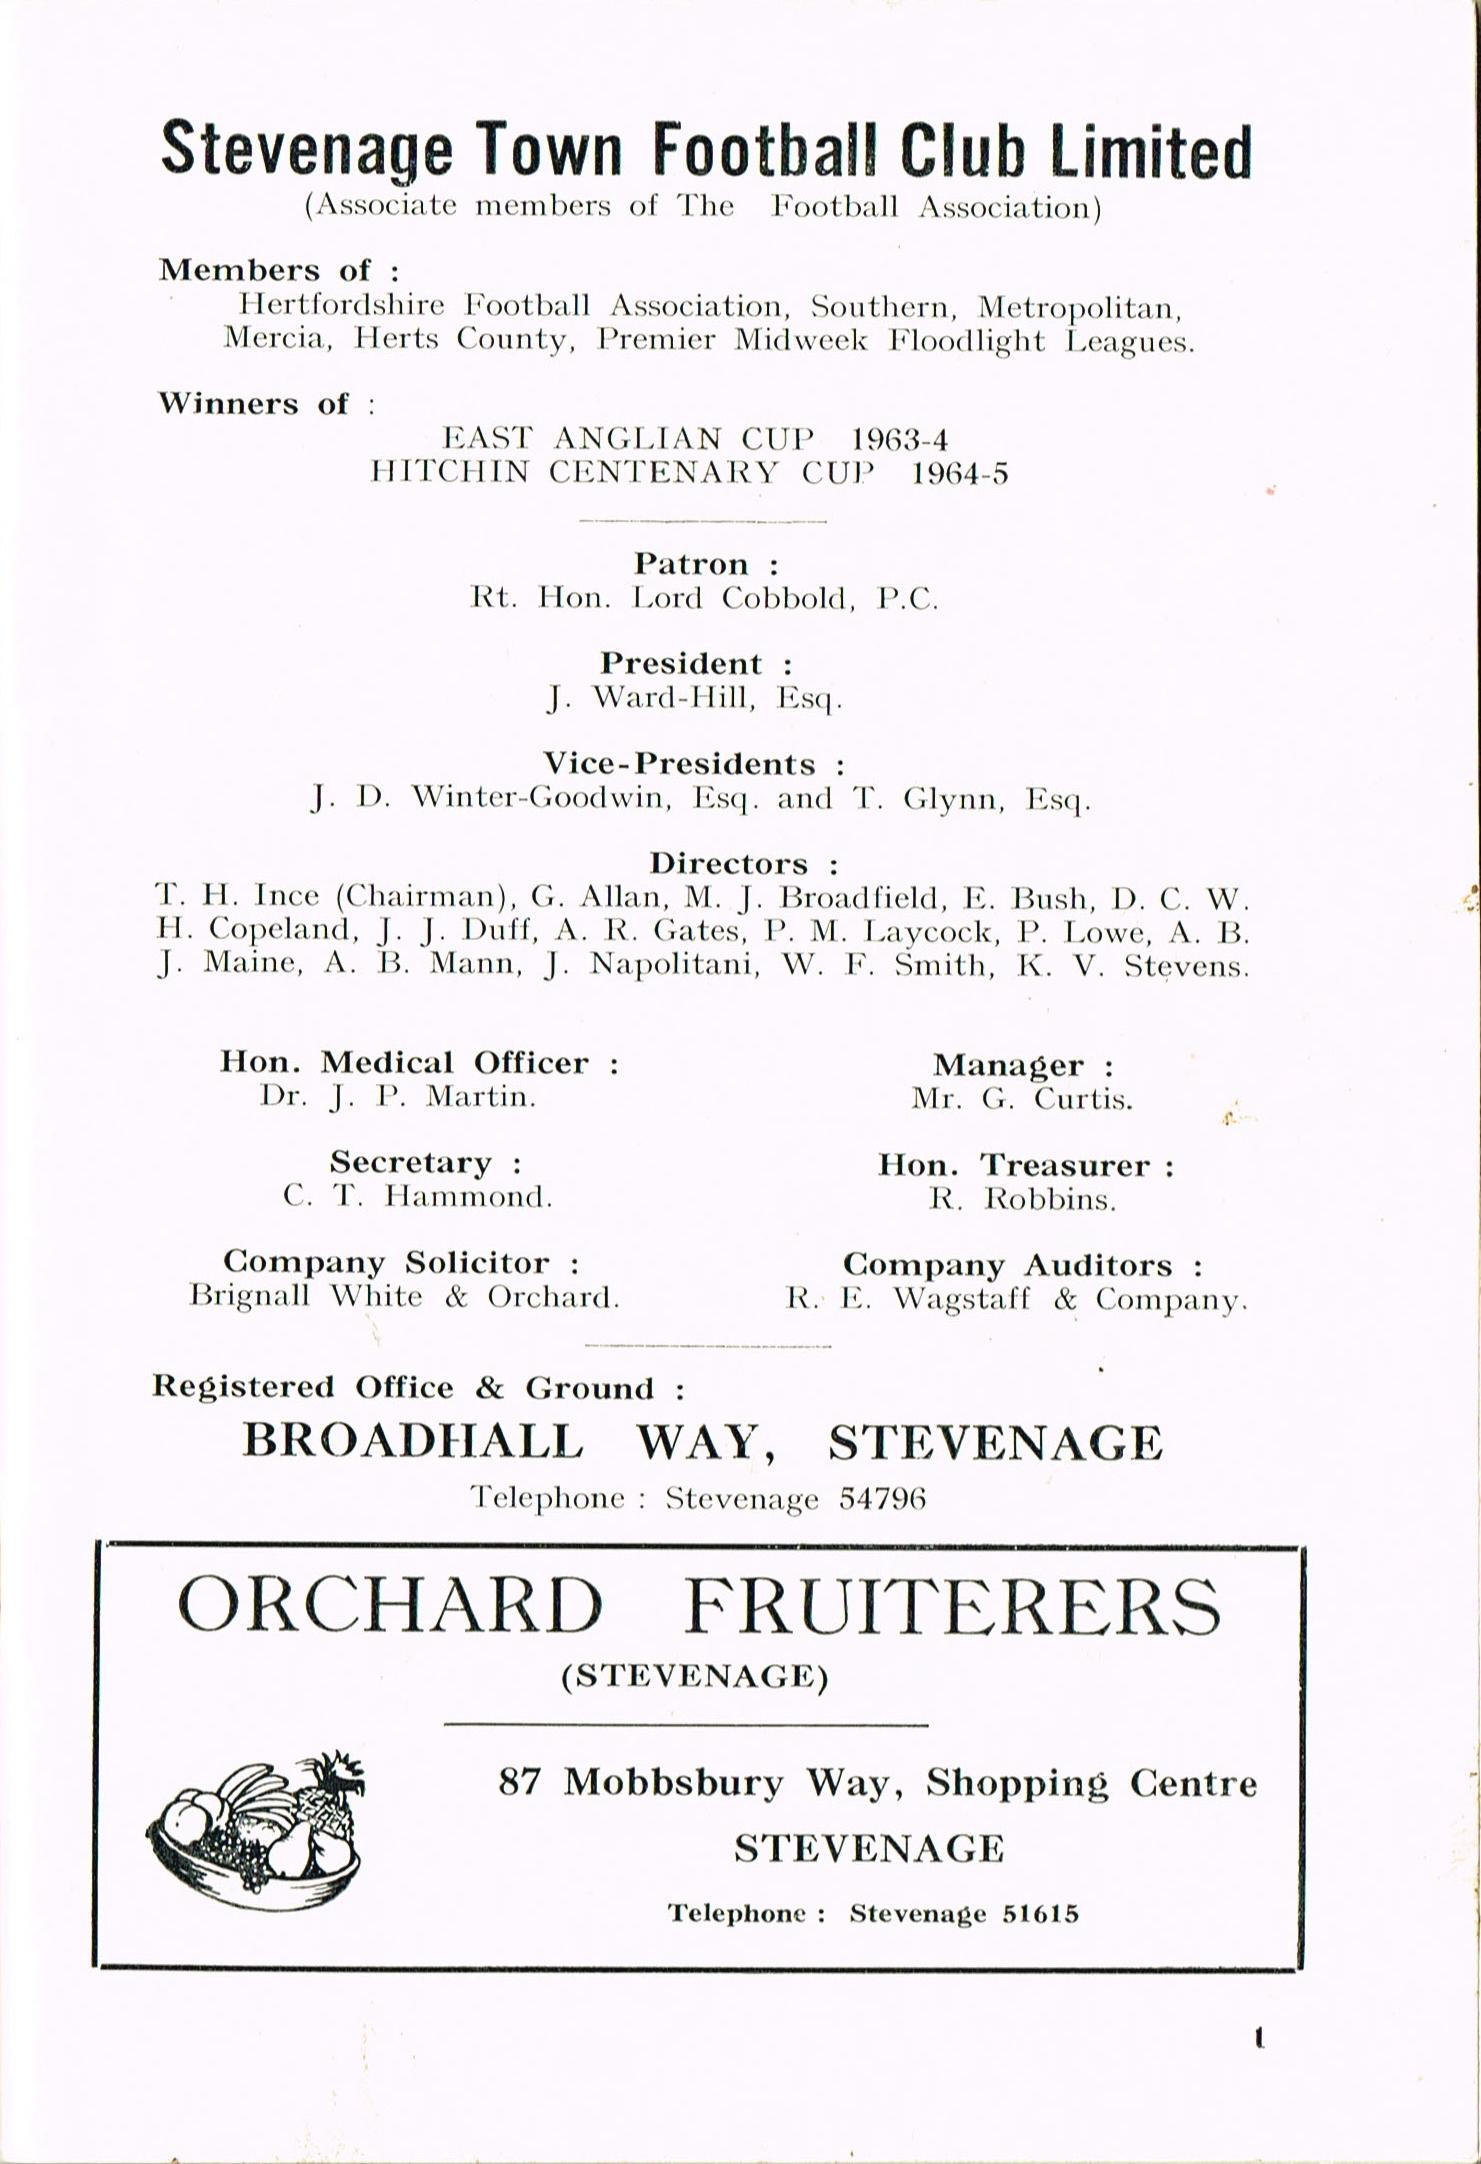 Stevenage Town Football Club Limited
(Associate members of The Football Association)
Members of :
Hertfordshire Football Association, Southern, Metropolitan,
Mercia, Herts County, Premier Midweek Floodlight Leagues.
Winners of :
EAST ANGLIAN CUP 1963-4
HITCHIN CENTENARY CUP 1964-5
Patron :
Rt. Hon. Lord Cobbold, P.C.
President :
J. Ward-Hill, Esq.
Vice-Presidents :
J. D. Winter-Goodwin, Esq. and T. Glynn, Esq.
Directors :
T. H. Ince (Chairman), G. Allan, M. J. Broadfield, E. Bush, D. C. W.
H. Copeland, J. J. Duff, A. R. Gates, P. M. Laycock, P. Lowe, A. B.
J. Maine, A. B. Mann, J. Napolitani, W. F. Smith, K. V. Stevens.
Hon. Medical Officer :
Dr. J. P. Martin.
Manager :
Mr. G. Curtis.
Secretary :
C. T. Hammond.
Hon. Treasurer :
R. Robbins.
Company Solicitor :
Brignall White & Orchard.
Company Auditors :
R. E. Wagstaff & Company.
Registered Office & Ground :
BROADHALL WAY, STEVENAGE
Telephone : Stevenage 54796
ORCHARD FRUITERERS
(STEVENAGE)
87 Mobbsbury Way, Shopping Centre
STEVENAGE
Telephone : Stevenage 51615
1